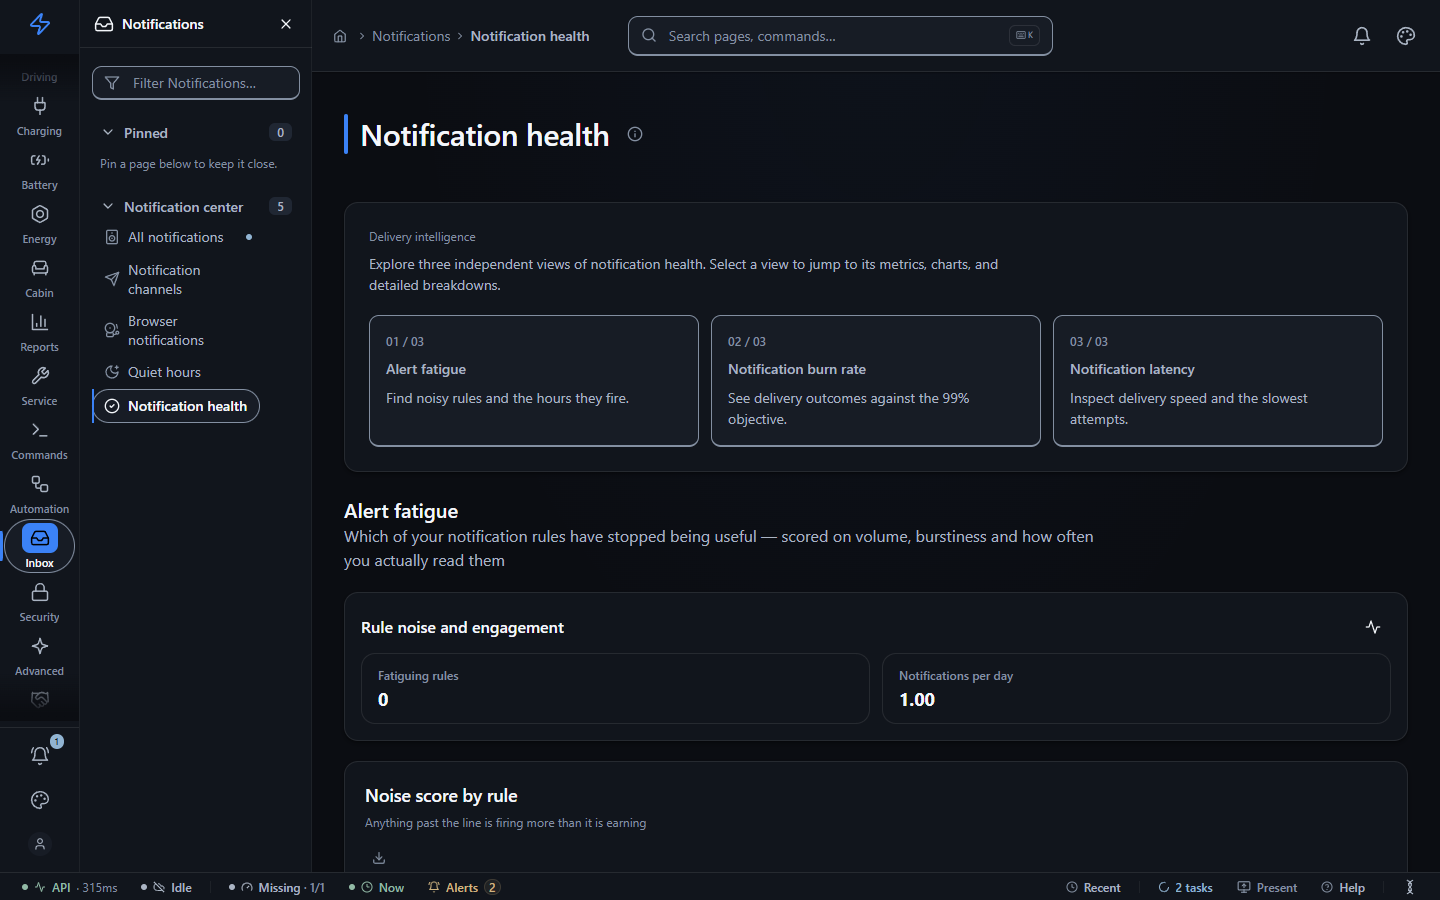 Driving
Charging
Battery
Energy
Cabin
Reports
Service
Commands
Automation
Inbox
Security
Advanced
1
Notifications
Filter Notifications...
Pinned 0
Pin a page below to keep it close.
Notification center 5
All notifications
Notification
channels
Browser
notifications
Quiet hours
Notification health
Notifications
Notification health
Search pages, commands...
K
Notification health
Delivery intelligence
Explore three independent views of notification health. Select a view to jump to its metrics, charts, and
detailed breakdowns.
01 / 03
Alert fatigue
Find noisy rules and the hours they fire.
02 / 03
Notification burn rate
See delivery outcomes against the 99%
objective.
03 / 03
Notification latency
Inspect delivery speed and the slowest
attempts.
Alert fatigue
Which of your notification rules have stopped being useful — scored on volume, burstiness and how often
you actually read them
Rule noise and engagement
Fatiguing rules
0
Notifications per day
1.00
Noise score by rule
Anything past the line is firing more than it is earning
API · 315ms
Idle
Missing · 1/1
Now
Alerts 2
Recent
2 tasks
Present
Help